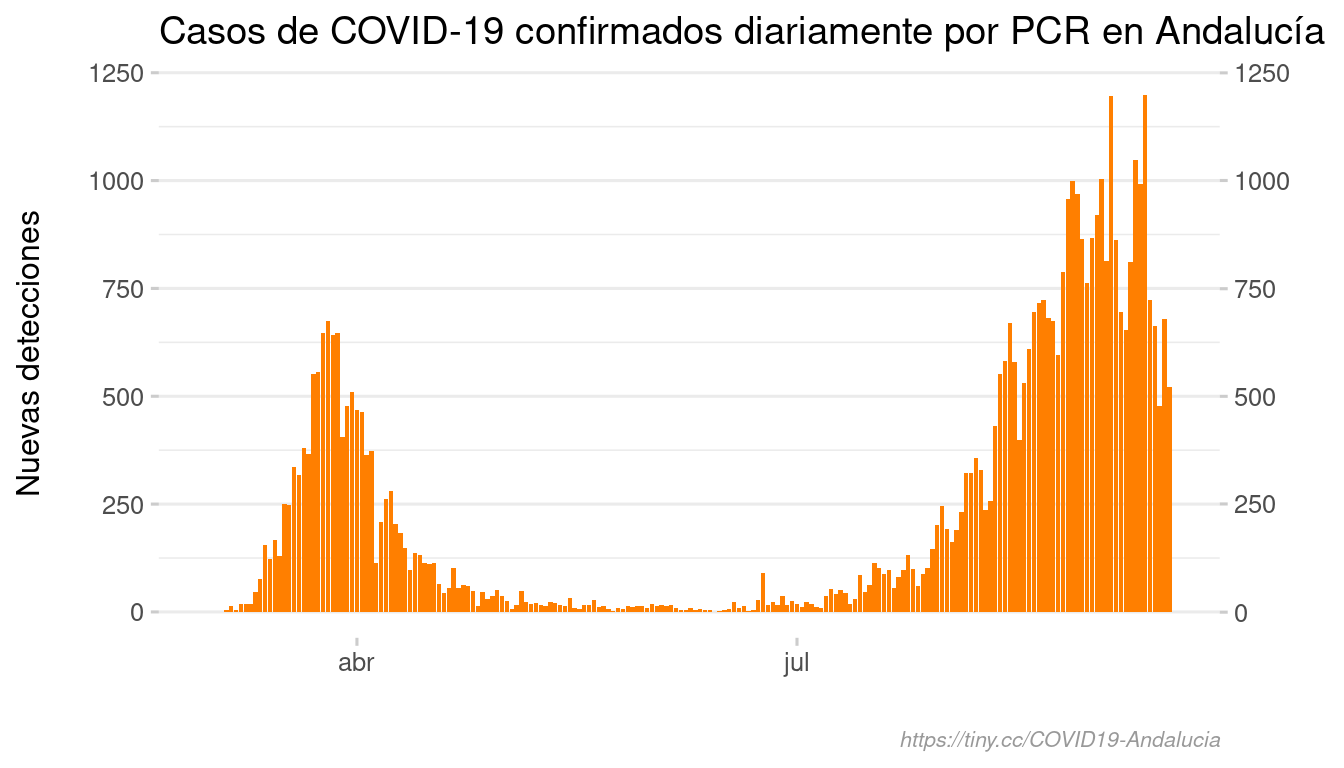 Casos de COVID-19 confirmados diariamente por PCR en Andalucía
1250 1250
1000 1000
750 750
500 500
250 250
0 0
Nuevas detecciones
abr jul
https://tiny.cc/COVID19-Andalucia